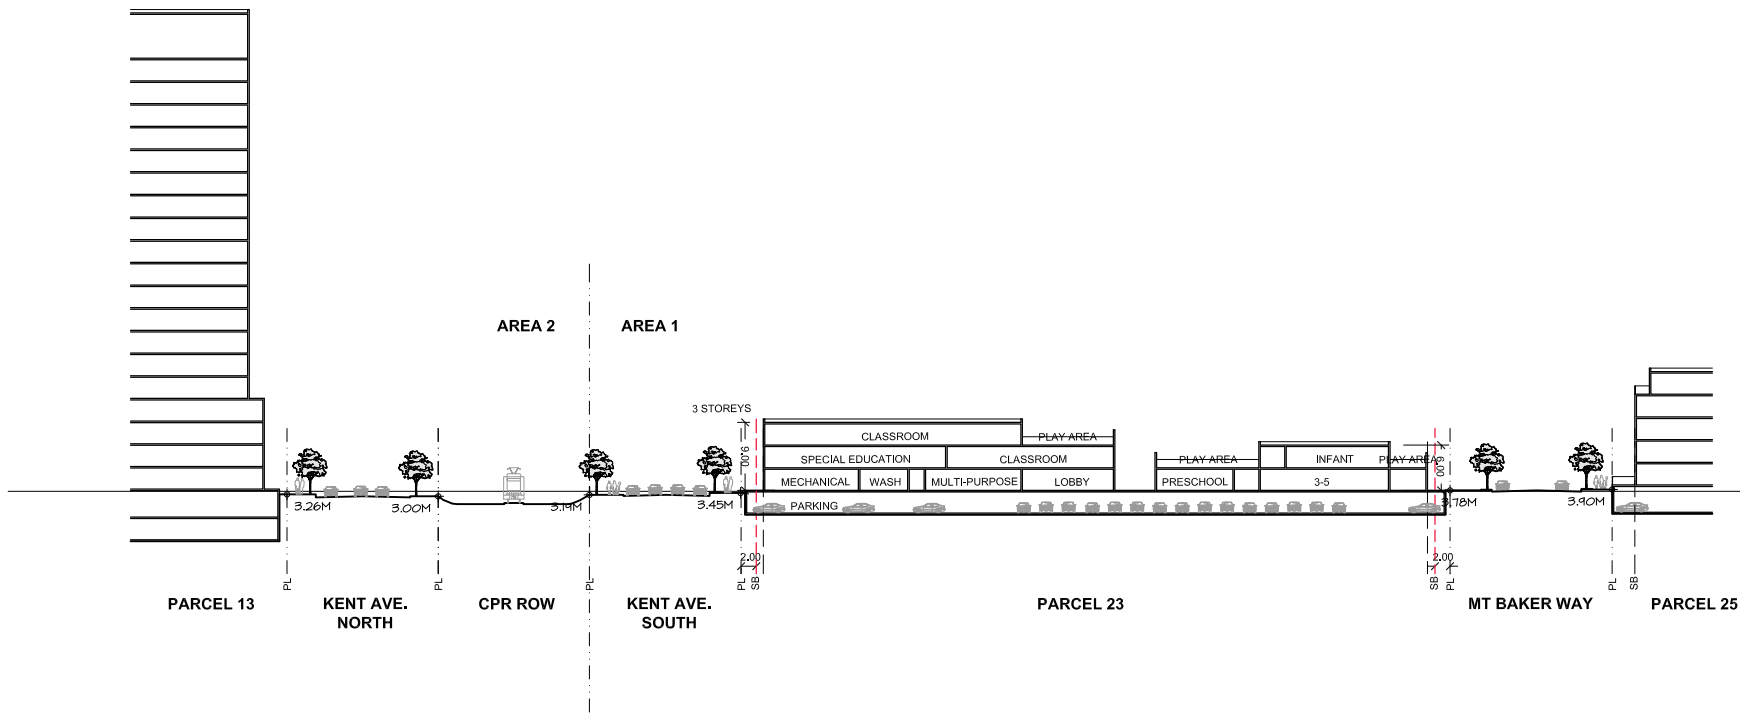 AREA 2
AREA 1
3 STOREYS
9.00
CLASSROOM
PLAY AREA
SPECIAL EDUCATION
CLASSROOM
PLAY AREA
INFANT
PLAY AREA
6.00
MECHANICAL
WASH
MULTI-PURPOSE
LOBBY
PRESCHOOL
3-5
3.26M
3.00M
3.19M
3.45M
PARKING
3.78M
3.90M
2.00
2.00
PL
PL
PL
PL
SB
SB
PL
PL
SB
PARCEL 13
KENT AVE.
NORTH
CPR ROW
KENT AVE.
SOUTH
PARCEL 23
MT BAKER WAY
PARCEL 25